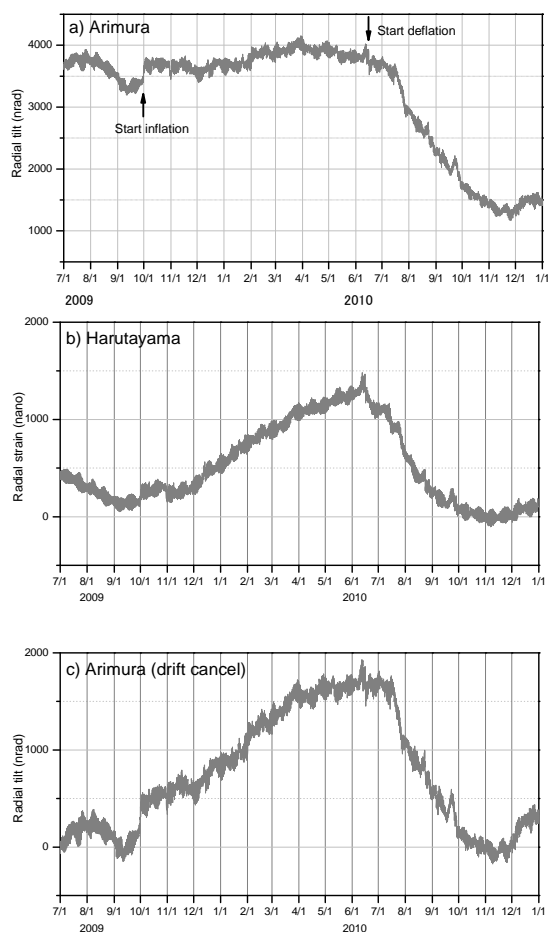 a) Arimura
Start deflation
Start inflation
Radial tilt (nrad)
4000
3000
2000
1000
7/1 8/1 9/1 10/1 11/1 12/1 1/1 2/1 3/1 4/1 5/1 6/1 7/1 8/1 9/1 10/1 11/1 12/1 1/1
2009 2010
b) Harutayama
Radial strain (nano)
2000
1000
0
7/1 8/1 9/1 10/1 11/1 12/1 1/1 2/1 3/1 4/1 5/1 6/1 7/1 8/1 9/1 10/1 11/1 12/1 1/1
2009 2010
c) Arimura (drift cancel)
Radial tilt (nrad)
2000
1000
0
7/1 8/1 9/1 10/1 11/1 12/1 1/1 2/1 3/1 4/1 5/1 6/1 7/1 8/1 9/1 10/1 11/1 12/1 1/1
2009 2010